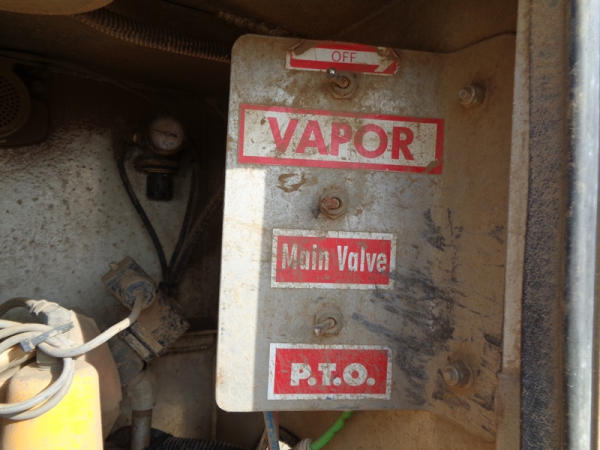 OFF
VAPOR
Main Valve
P.T.O.